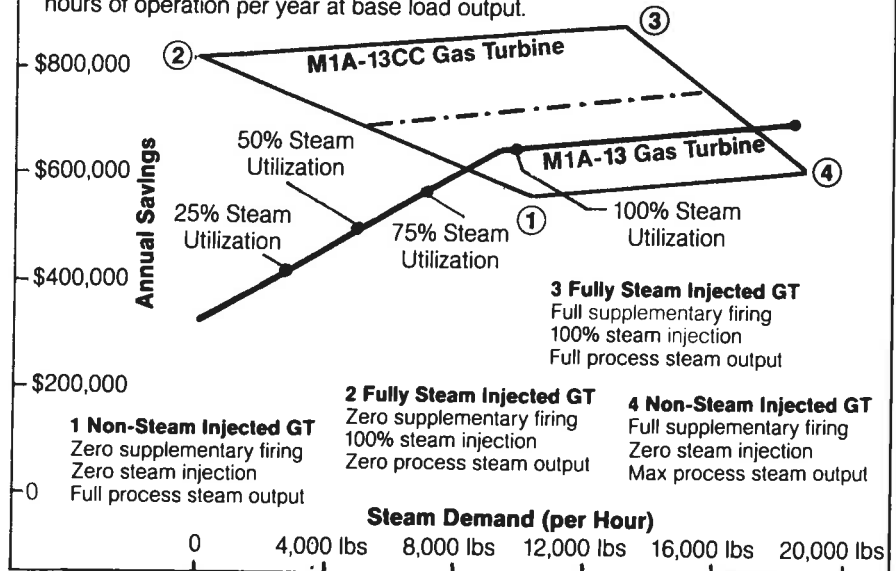 hours of operation per year at base load output.
3
2
$800,000
M1A-13CC Gas Turbine
50% Steam
Utilization
M1A-13 Gas Turbine
$600,000
4
25% Steam
Utilization
1
100% Steam
Utilization
75% Steam
Utilization
Annual Savings
$400,000
3 Fully Steam Injected GT
Full supplementary firing
100% steam injection
Full process steam output
$200,000
2 Fully Steam Injected GT
Zero supplementary firing
100% steam injection
Zero process steam output
4 Non-Steam Injected GT
Full supplementary firing
Zero steam injection
Max process steam output
1 Non-Steam Injected GT
Zero supplementary firing
Zero steam injection
Full process steam output
0
Steam Demand (per Hour)
0 4,000 lbs 8,000 lbs 12,000 lbs 16,000 lbs 20,000 lbs